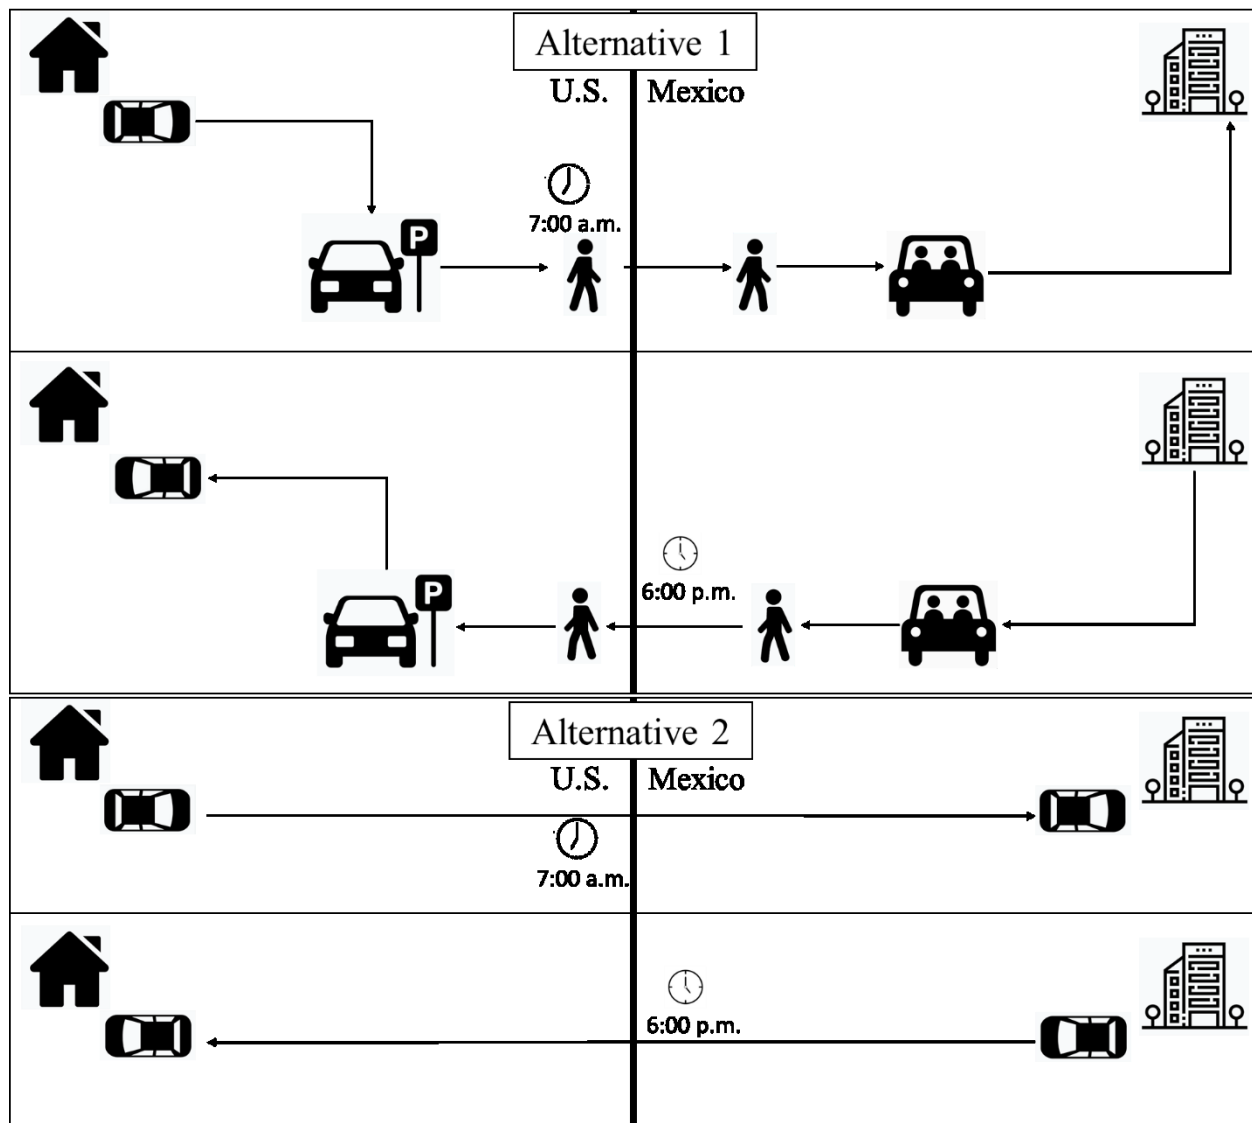 Alternative 1
U.S. Mexico
7:00 a.m.
P
6:00 p.m.
P
Alternative 2
U.S. Mexico
7:00 a.m.
6:00 p.m.